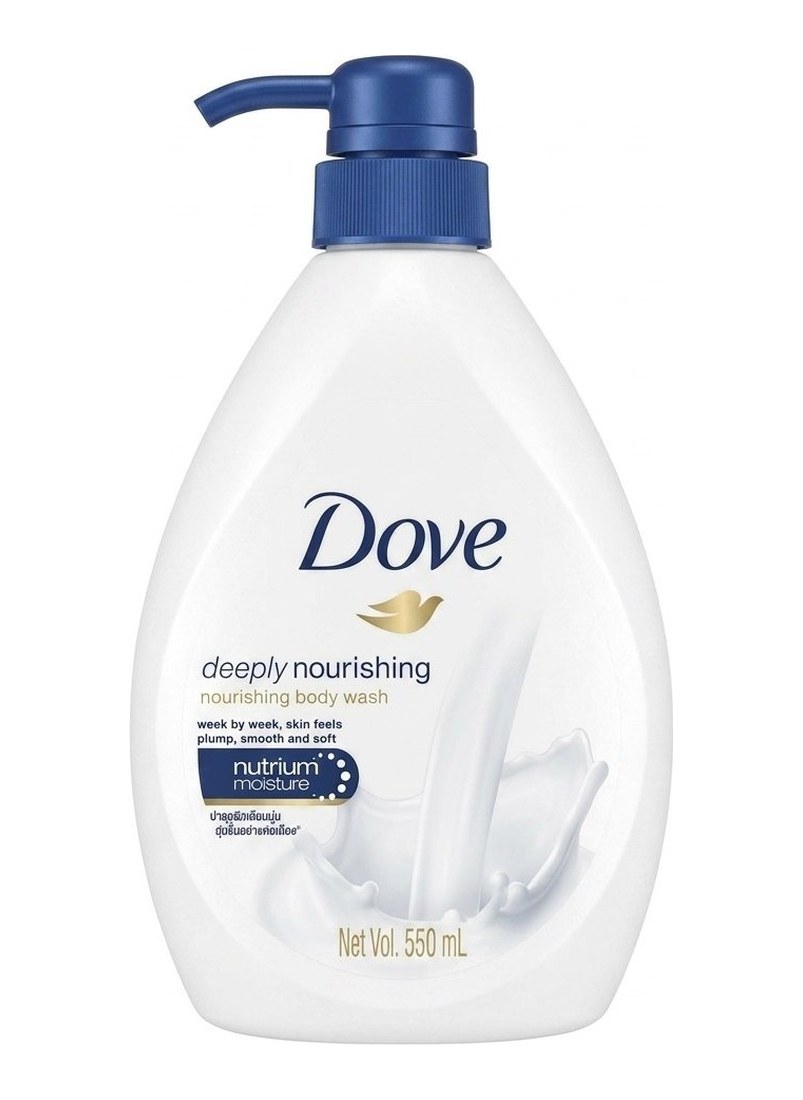 Dove
deeply nourishing
nourishing body wash
week by week, skin feels
plump, smooth and soft
nutrium
moisture
Net Vol. 550 mL